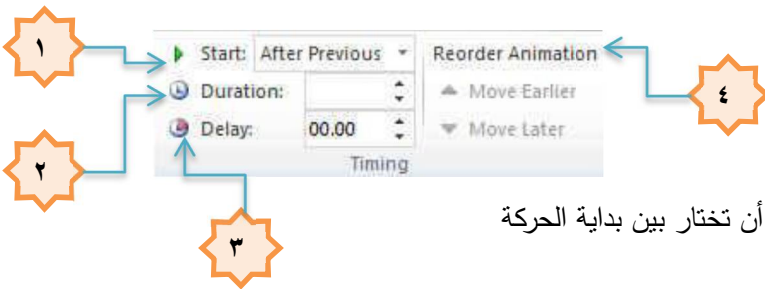 ١
Start: After Previous Reorder Animation
Duration: Move Earlier
٤
Delay: 00.00 Move Later
٢
Timing
أن تختار بين بداية الحركة
٣